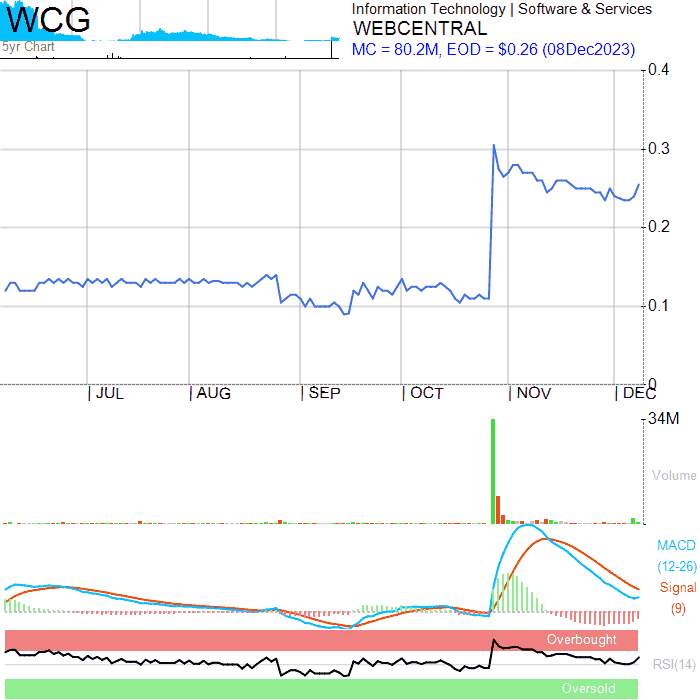 WCG
5yr Chart
Information Technology | Software & Services
WEBCENTRAL
MC = 80.2M, EOD = $0.26 (08Dec2023)
0.4
0.3
0.2
0.1
0
JUL AUG SEP OCT NOV DEC
34M
Volume
MACD
(12-26)
Signal
(9)
Overbought
RSI(14)
Oversold